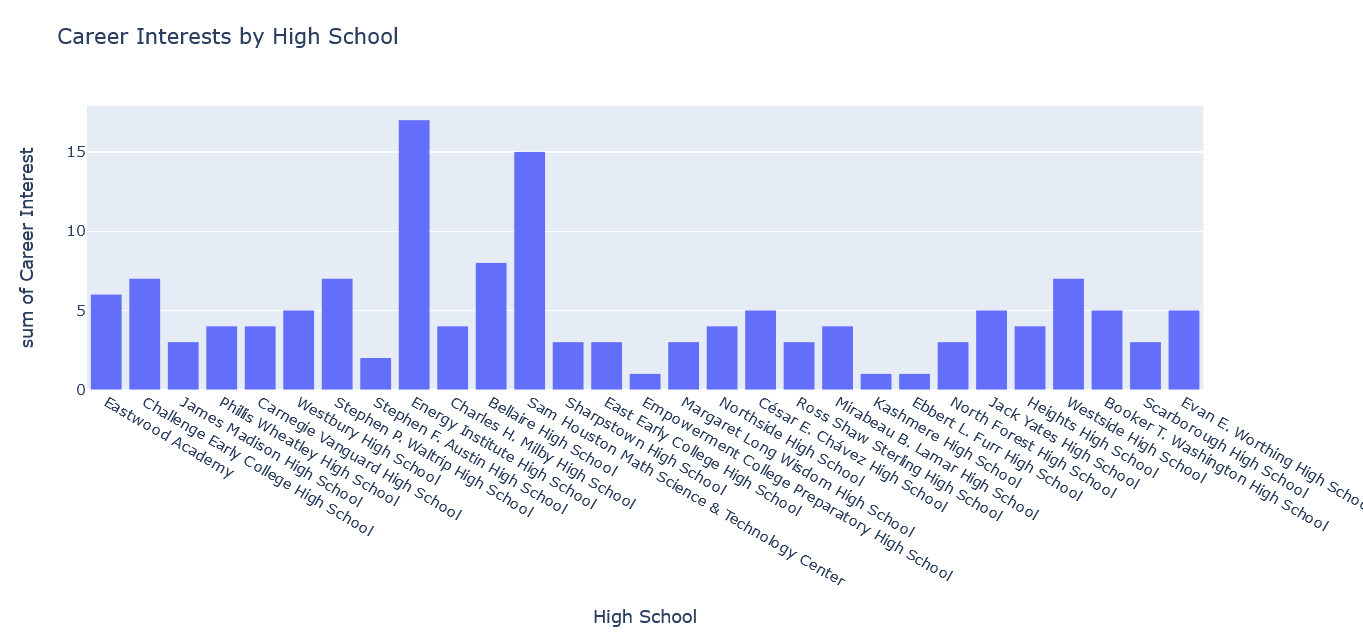 Career Interests by High School
sum of Career Interest
15
10
5
0
Eastwood Academy
Challenge Early College High School
James Madison High School
Phillis Wheatley High School
Carnegie Vanguard High School
Westbury High School
Stephen P. Waltrip High School
Stephen F. Austin High School
Energy Institute High School
Charles H. Milby High School
Bellaire High School
Sam Houston Math Science & Technology Center
Sharpstown High School
East Early College High School
Empowerment College Preparatory High School
Margaret Long Wisdom High School
Northside High School
César E. Chávez High School
Ross Shaw Sterling High School
Mirabeau B. Lamar High School
Kashmere High School
Ebbert L. Furr High School
North Forest High School
Jack Yates High School
Heights High School
Westside High School
Booker T. Washington High School
Scarborough High School
Evan E. Worthing High Schoo
High School